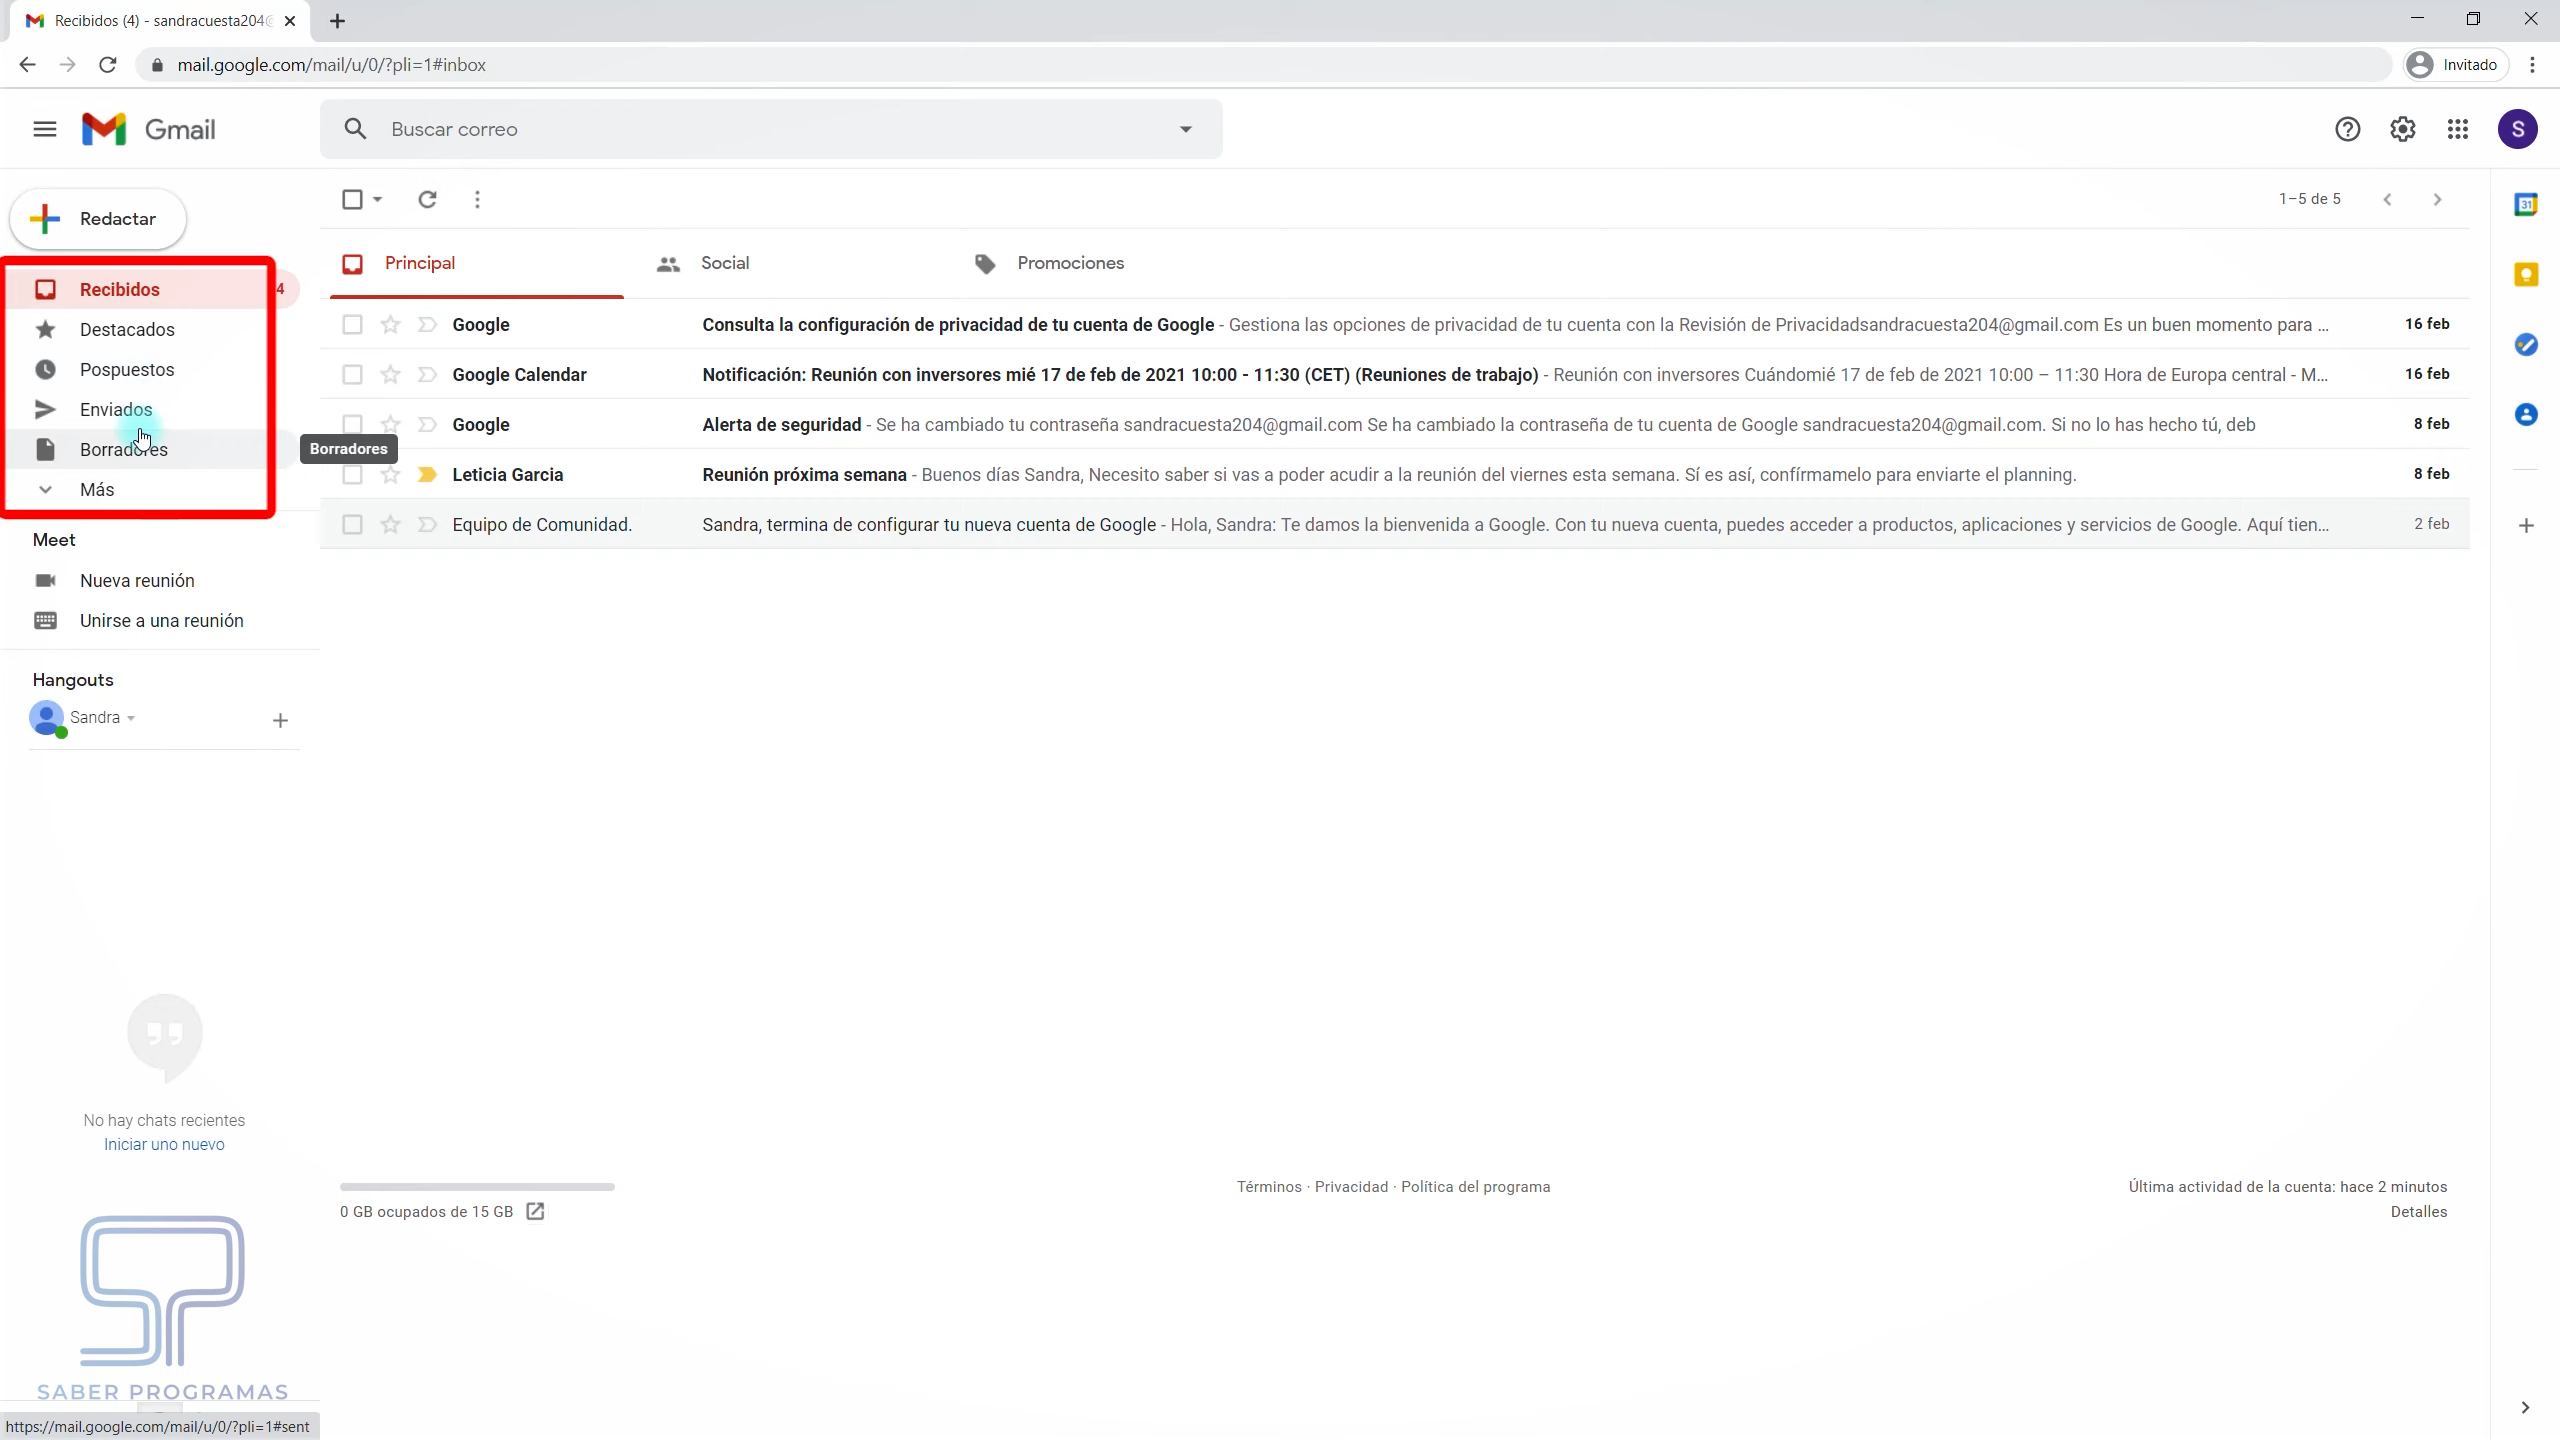 Recibidos (4) - sandracuesta204@
mail.google.com/mail/u/0/?pli=1#inbox
Invitado
Gmail
Buscar correo
S
Redactar
1–5 de 5
31
Principal
Social
Promociones
Recibidos 4
Destacados
Pospuestos
Enviados
Borradores
Borradores
Más
Google Consulta la configuración de privacidad de tu cuenta de Google - Gestiona las opciones de privacidad de tu cuenta con la Revisión de Privacidadsandracuesta204@gmail.com Es un buen momento para ... 16 feb
Google Calendar Notificación: Reunión con inversores mié 17 de feb de 2021 10:00 - 11:30 (CET) (Reuniones de trabajo) - Reunión con inversores Cuándomié 17 de feb de 2021 10:00 – 11:30 Hora de Europa central - M... 16 feb
Google Alerta de seguridad - Se ha cambiado tu contraseña sandracuesta204@gmail.com Se ha cambiado la contraseña de tu cuenta de Google sandracuesta204@gmail.com. Si no lo has hecho tú, deb 8 feb
Leticia Garcia Reunión próxima semana - Buenos días Sandra, Necesito saber si vas a poder acudir a la reunión del viernes esta semana. Sí es así, confírmamelo para enviarte el planning. 8 feb
Equipo de Comunidad. Sandra, termina de configurar tu nueva cuenta de Google - Hola, Sandra: Te damos la bienvenida a Google. Con tu nueva cuenta, puedes acceder a productos, aplicaciones y servicios de Google. Aquí tien... 2 feb
Meet
Nueva reunión
Unirse a una reunión
Hangouts
Sandra
No hay chats recientes
Iniciar uno nuevo
0 GB ocupados de 15 GB
Términos · Privacidad · Política del programa
Última actividad de la cuenta: hace 2 minutos
Detalles
SABER PROGRAMAS
https://mail.google.com/mail/u/0/?pli=1#sent